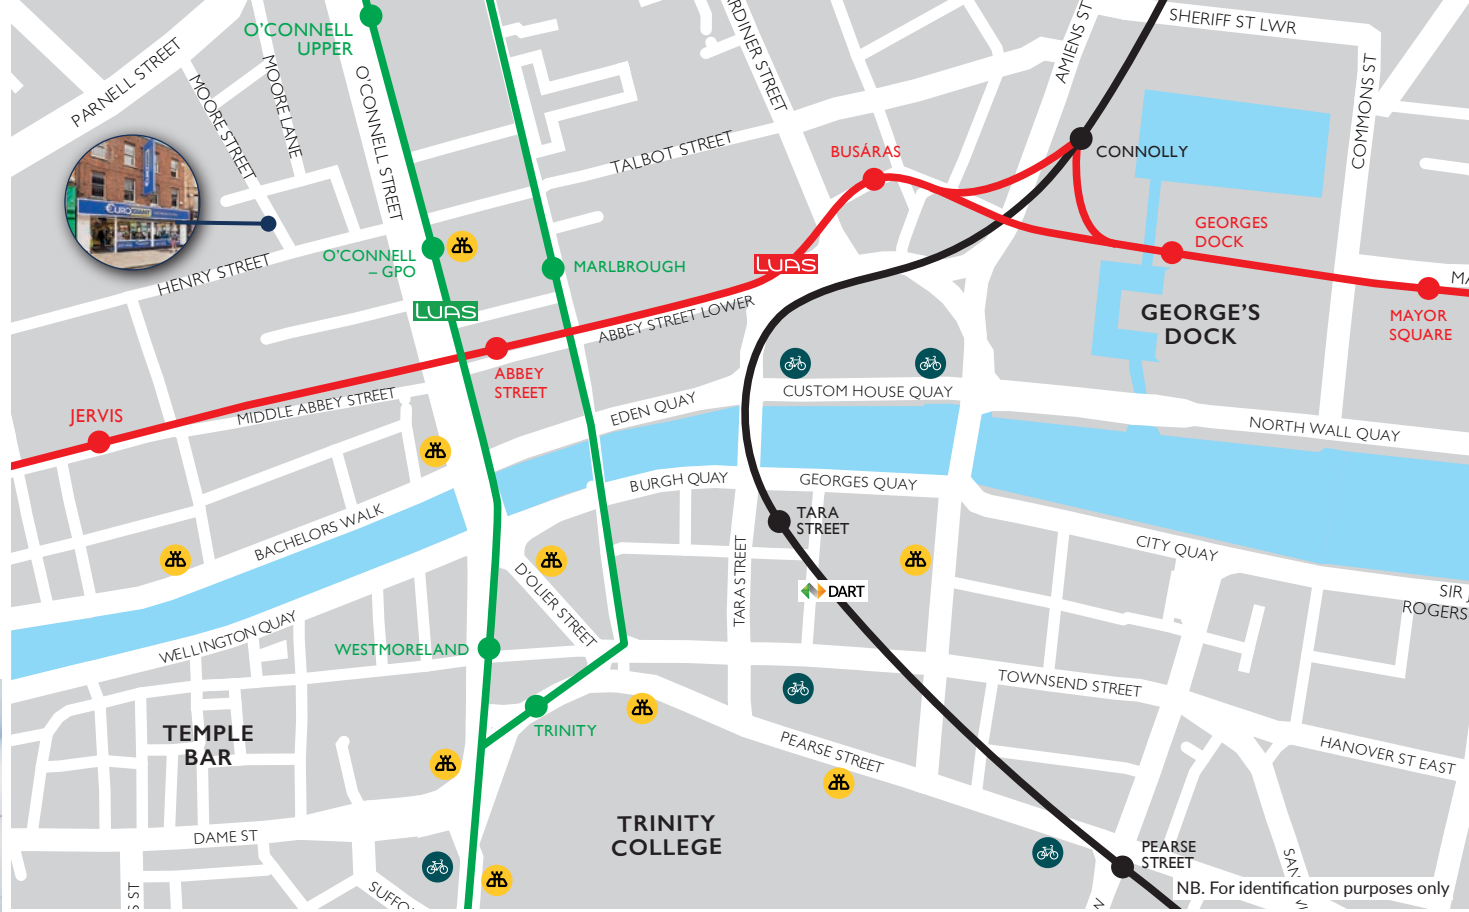 O'CONNELL
UPPER
SHERIFF ST LWR
AMIENS ST
PARNELL STREET
MOORE STREET
MOORE LANE
O'CONNELL STREET
COMMONS ST
TALBOT STREET
BUSÁRAS
CONNOLLY
GEORGES
DOCK
O'CONNELL
– GPO
HENRY STREET
MARLBROUGH
LUAS
LUAS
ABBEY STREET LOWER
GEORGE'S
DOCK
MAYOR
SQUARE
ABBEY
STREET
JERVIS
MIDDLE ABBEY STREET
EDEN QUAY
CUSTOM HOUSE QUAY
NORTH WALL QUAY
BURGH QUAY
GEORGES QUAY
TARA
STREET
BACHELORS WALK
CITY QUAY
D'OLIER STREET
TARA STREET
DART
SIR J
ROGERS
WELLINGTON QUAY
WESTMORELAND
TOWNSEND STREET
TEMPLE
BAR
TRINITY
PEARSE STREET
HANOVER ST EAST
TRINITY
COLLEGE
DAME ST
PEARSE
STREET
NB. For identification purposes only